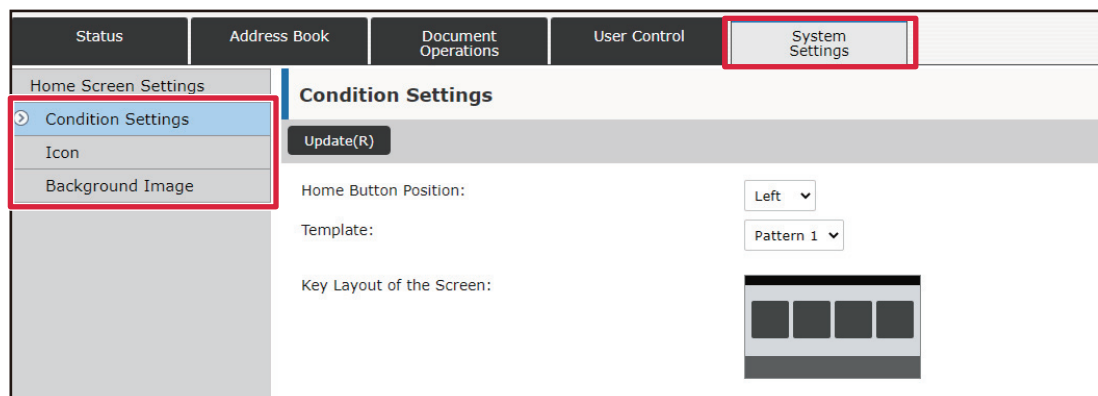 Status
Address Book
Document
Operations
User Control
System
Settings
Home Screen Settings
Condition Settings
Icon
Background Image
Condition Settings
Update(R)
Home Button Position:
Left
Template:
Pattern 1
Key Layout of the Screen: